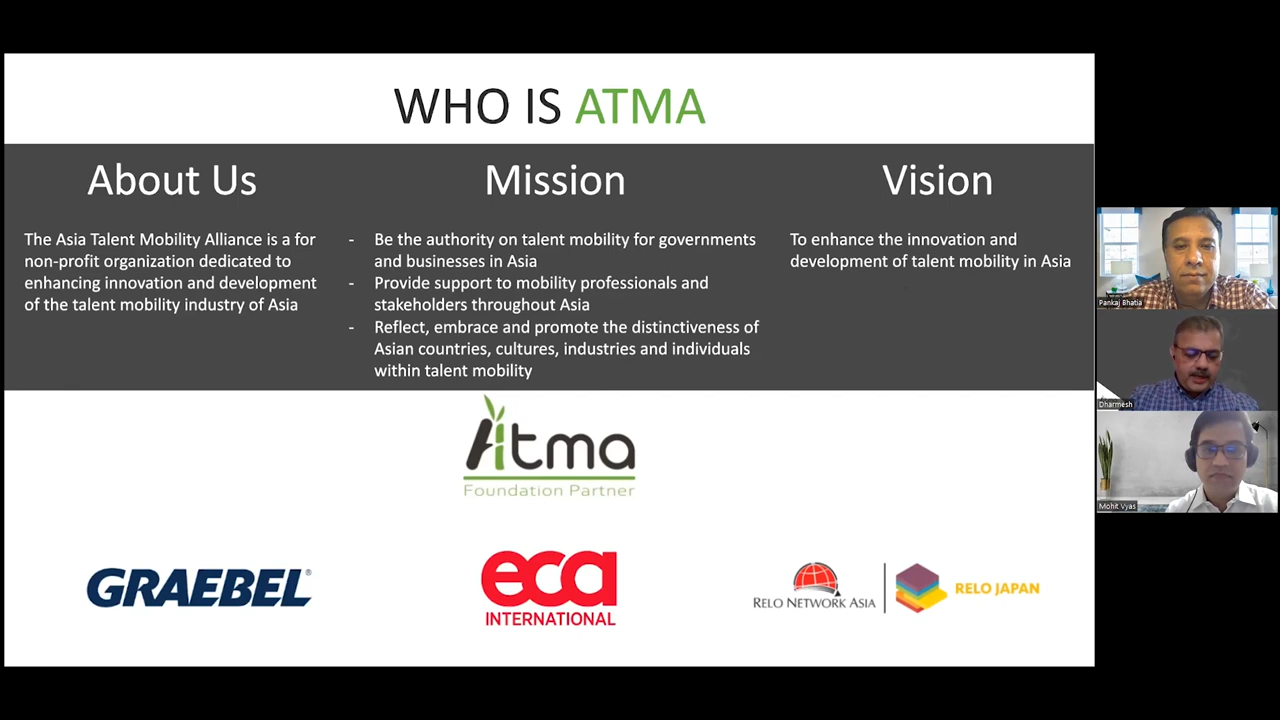 WHO IS ATMA
About Us
The Asia Talent Mobility Alliance is a for
non-profit organization dedicated to
enhancing innovation and development
of the talent mobility industry of Asia
Mission
- Be the authority on talent mobility for governments
and businesses in Asia
- Provide support to mobility professionals and
stakeholders throughout Asia
- Reflect, embrace and promote the distinctiveness of
Asian countries, cultures, industries and individuals
within talent mobility
Vision
To enhance the innovation and
development of talent mobility in Asia
Atma
Foundation Partner
GRAEBEL®
eca
INTERNATIONAL
RELO NETWORK ASIA
RELO JAPAN
Pankaj Bhatia
Dharmesh
Mohit Vyas